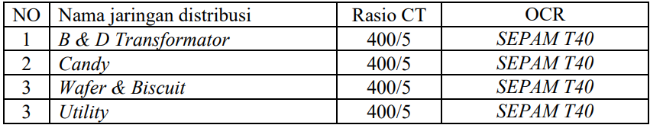 NO Nama jaringan distribusi Rasio CT OCR
1 B & D Transformator 400/5 SEPAM T40
2 Candy 400/5 SEPAM T40
3 Wafer & Biscuit 400/5 SEPAM T40
3 Utility 400/5 SEPAM T40